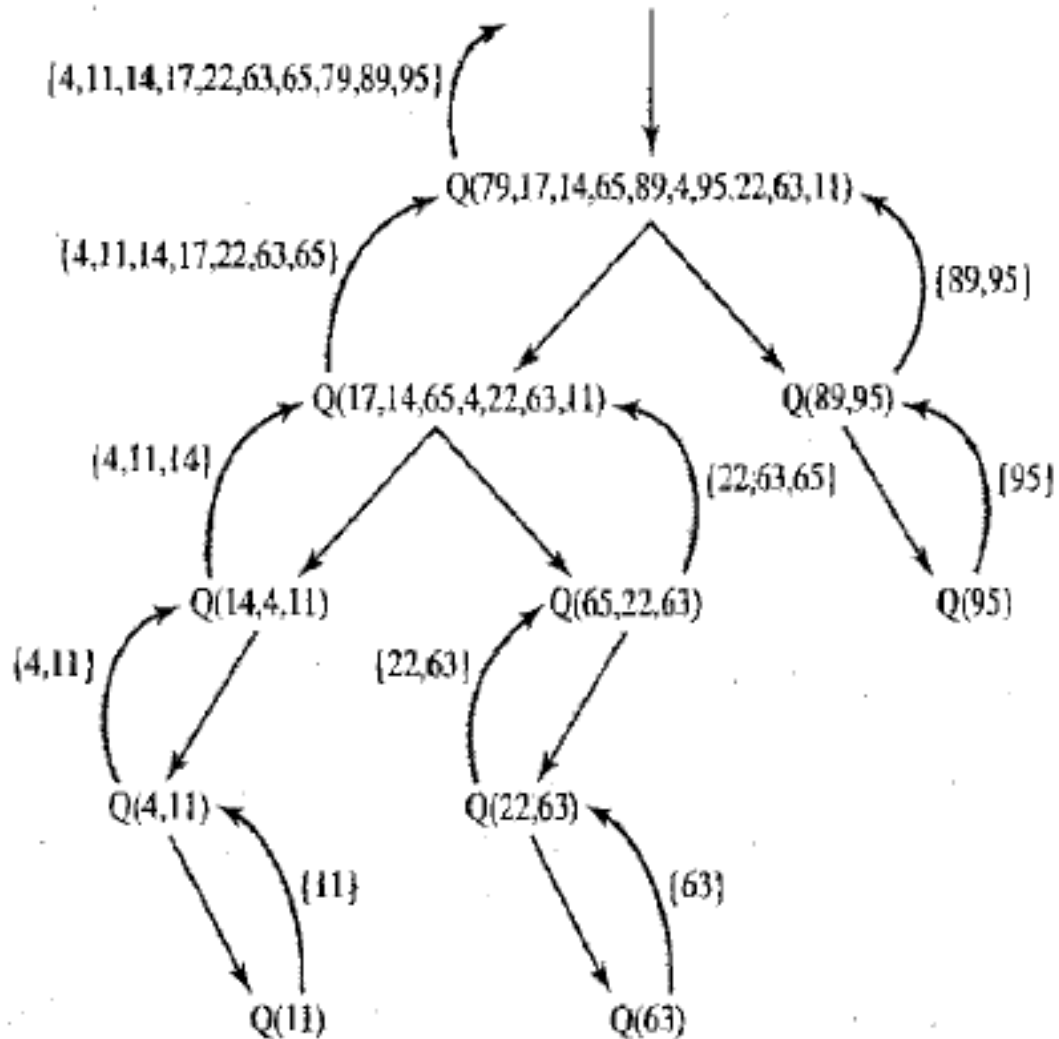 {4,11,14,17,22,63,65,79,89,95}
Q(79,17,14,65,89,4,95,22,63,11)
{4,11,14,17,22,63,65}
{89,95}
Q(17,14,65,4,22,63,11)
Q(89,95)
{4,11,14}
{22,63,65}
{95}
Q(14,4,11)
Q(65,22,63)
Q(95)
{4,11}
{22,63}
Q(4,11)
Q(22,63)
{11}
{63}
Q(11)
Q(63)